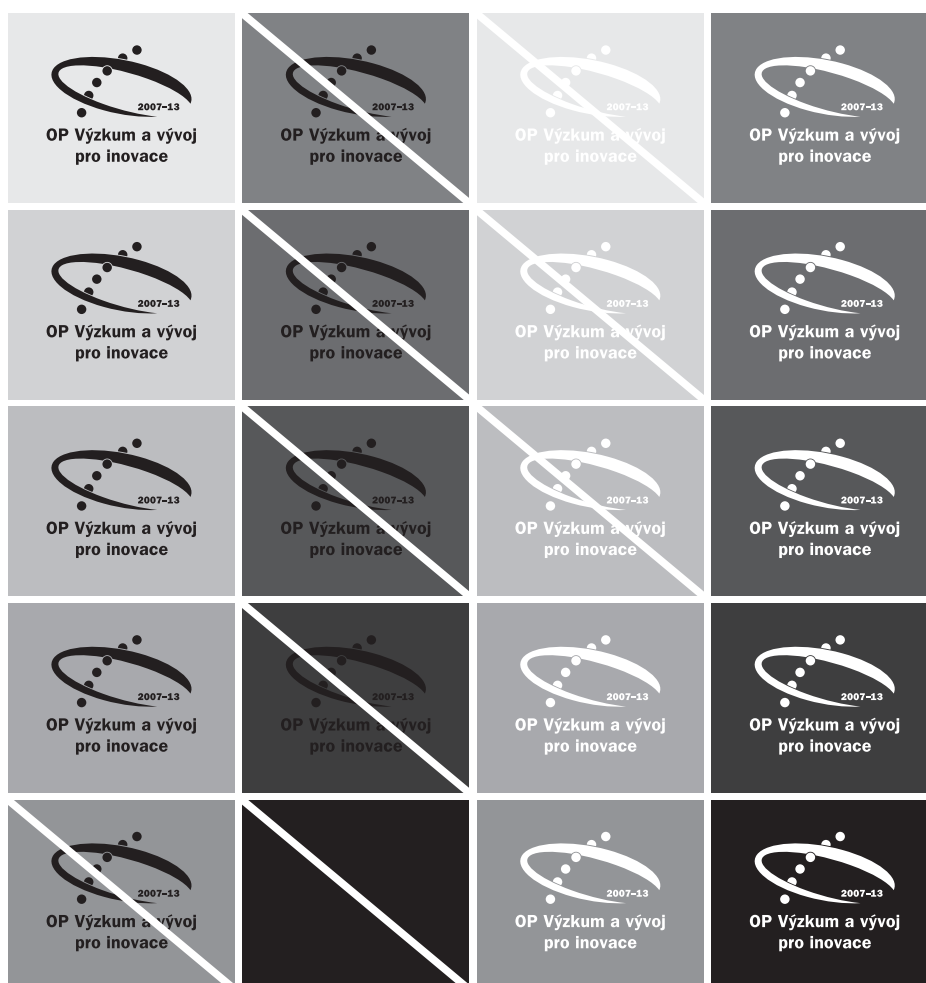 2007–13
OP Výzkum a vývoj
pro inovace
2007–13
OP Výzkum a vývoj
pro inovace
2007–13
OP Výzkum a vývoj
pro inovace
2007–13
OP Výzkum a vývoj
pro inovace
2007–13
OP Výzkum a vývoj
pro inovace
2007–13
OP Výzkum a vývoj
pro inovace
2007–13
OP Výzkum a vývoj
pro inovace
2007–13
OP Výzkum a vývoj
pro inovace
2007–13
OP Výzkum a vývoj
pro inovace
2007–13
OP Výzkum a vývoj
pro inovace
2007–13
OP Výzkum a vývoj
pro inovace
2007–13
OP Výzkum a vývoj
pro inovace
2007–13
OP Výzkum a vývoj
pro inovace
2007–13
OP Výzkum a vývoj
pro inovace
2007–13
OP Výzkum a vývoj
pro inovace
2007–13
OP Výzkum a vývoj
pro inovace
2007–13
OP Výzkum a vývoj
pro inovace
2007–13
OP Výzkum a vývoj
pro inovace
2007–13
OP Výzkum a vývoj
pro inovace